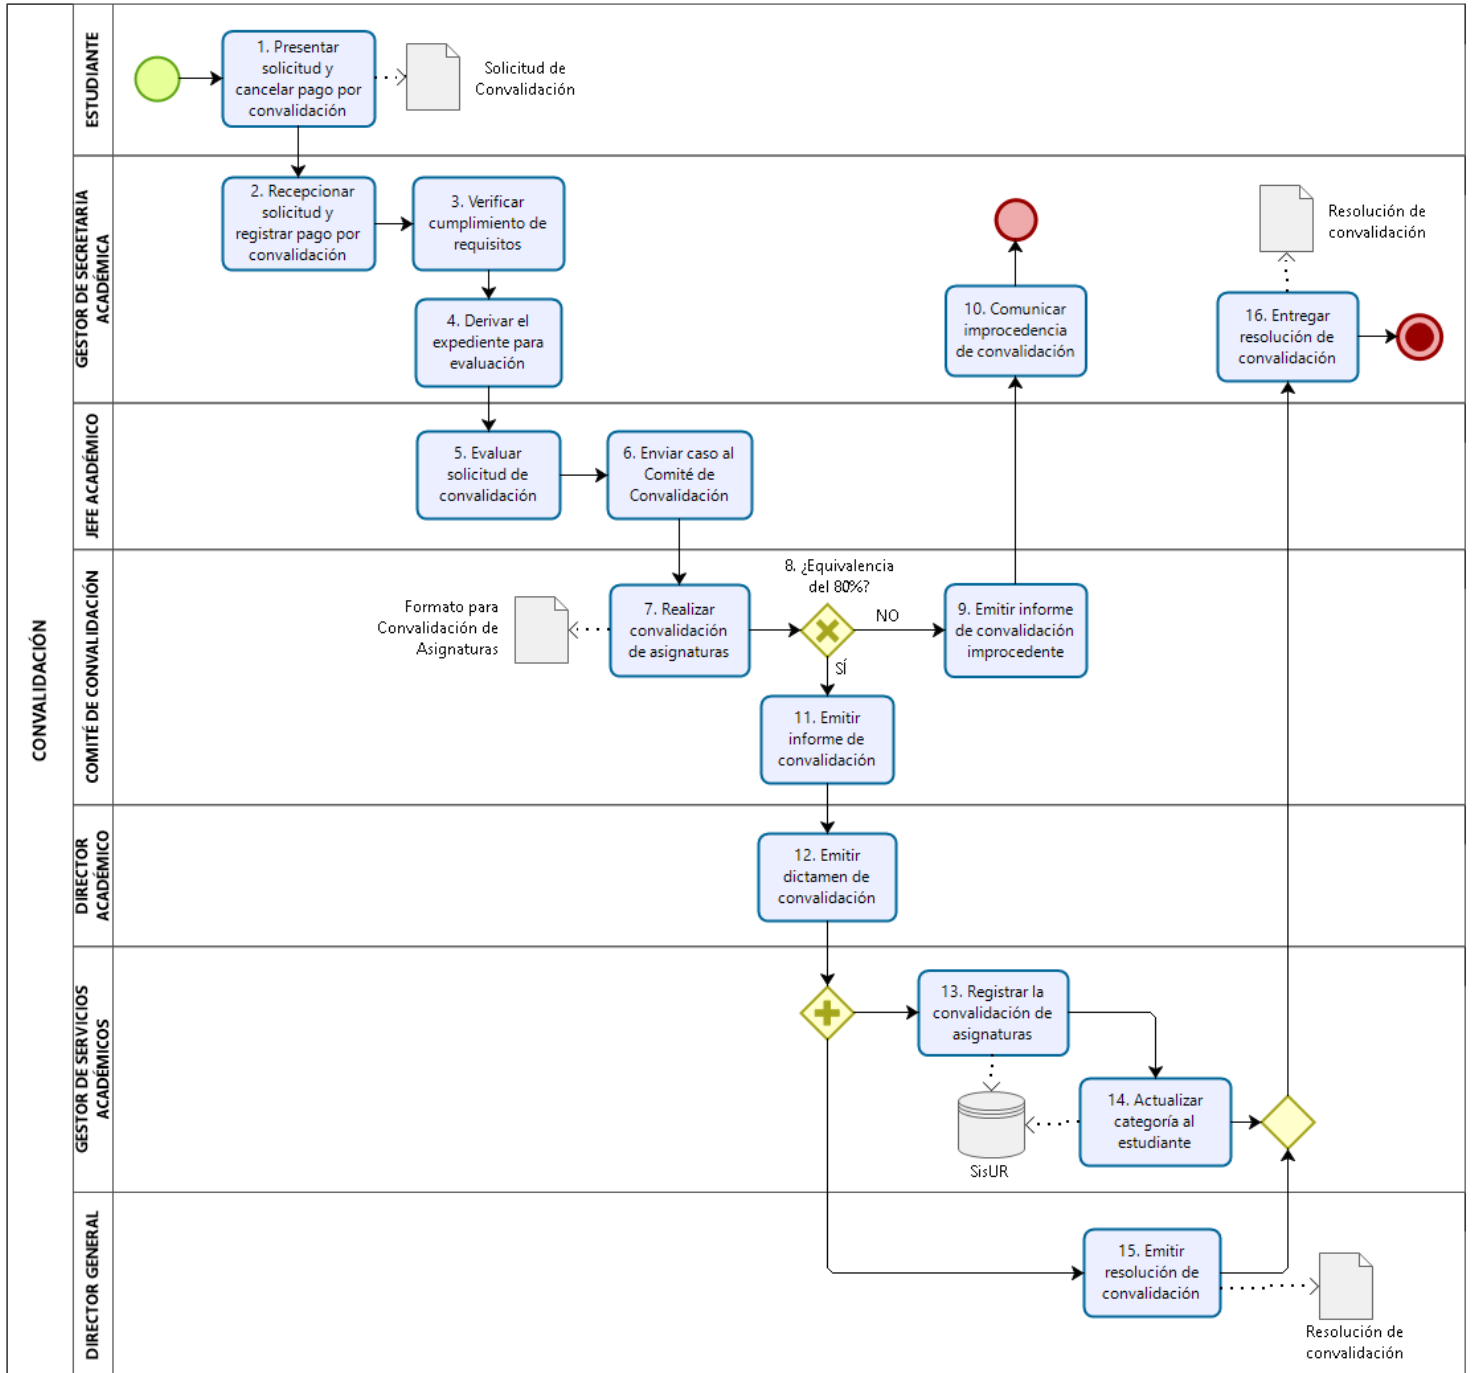 CONVALIDACIÓN
ESTUDIANTE
1. Presentar
solicitud y
cancelar pago por
convalidación
Solicitud de
Convalidación
GESTOR DE SECRETARÍA
ACADÉMICA
2. Recepcionar
solicitud y
registrar pago por
convalidación
3. Verificar
cumplimiento de
requisitos
4. Derivar el
expediente para
evaluación
10. Comunicar
improcedencia
de convalidación
Resolución de
convalidación
16. Entregar
resolución de
convalidación
JEFE ACADÉMICO
5. Evaluar
solicitud de
convalidación
6. Enviar caso al
Comité de
Convalidación
COMITÉ DE CONVALIDACIÓN
Formato para
Convalidación de
Asignaturas
7. Realizar
convalidación
de asignaturas
8. ¿Equivalencia
del 80%?
NO
SÍ
9. Emitir informe
de convalidación
improcedente
11. Emitir
informe de
convalidación
DIRECTOR
ACADÉMICO
12. Emitir
dictamen de
convalidación
GESTOR DE SERVICIOS
ACADÉMICOS
13. Registrar la
convalidación de
asignaturas
SisUR
14. Actualizar
categoría al
estudiante
DIRECTOR GENERAL
15. Emitir
resolución de
convalidación
Resolución de
convalidación